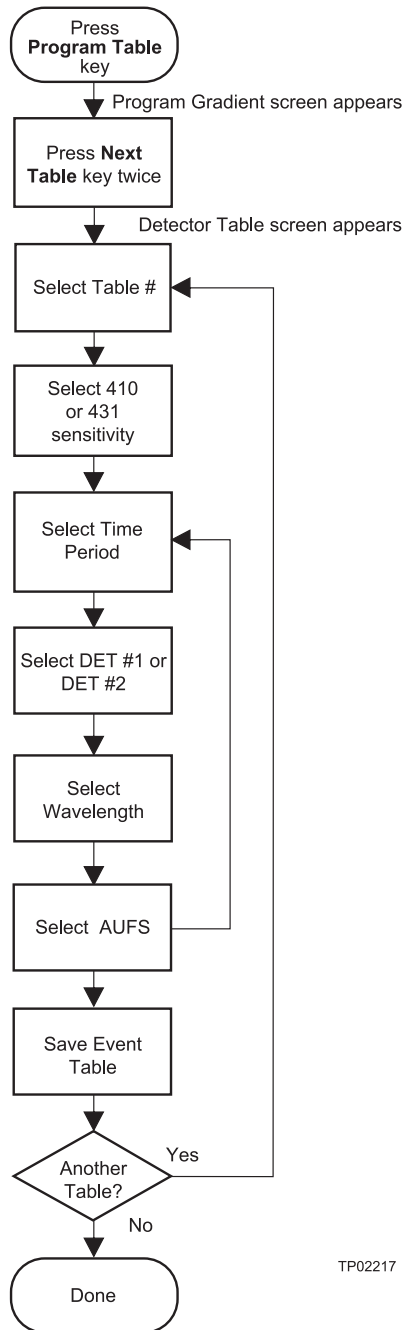 Press
Program Table
key
Program Gradient screen appears
Press Next
Table key twice
Detector Table screen appears
Select Table #
Select 410
or 431
sensitivity
Select Time
Period
Select DET #1 or
DET #2
Select
Wavelength
Select AUFS
Save Event
Table
Another
Table?
Yes
No
Done
TP02217